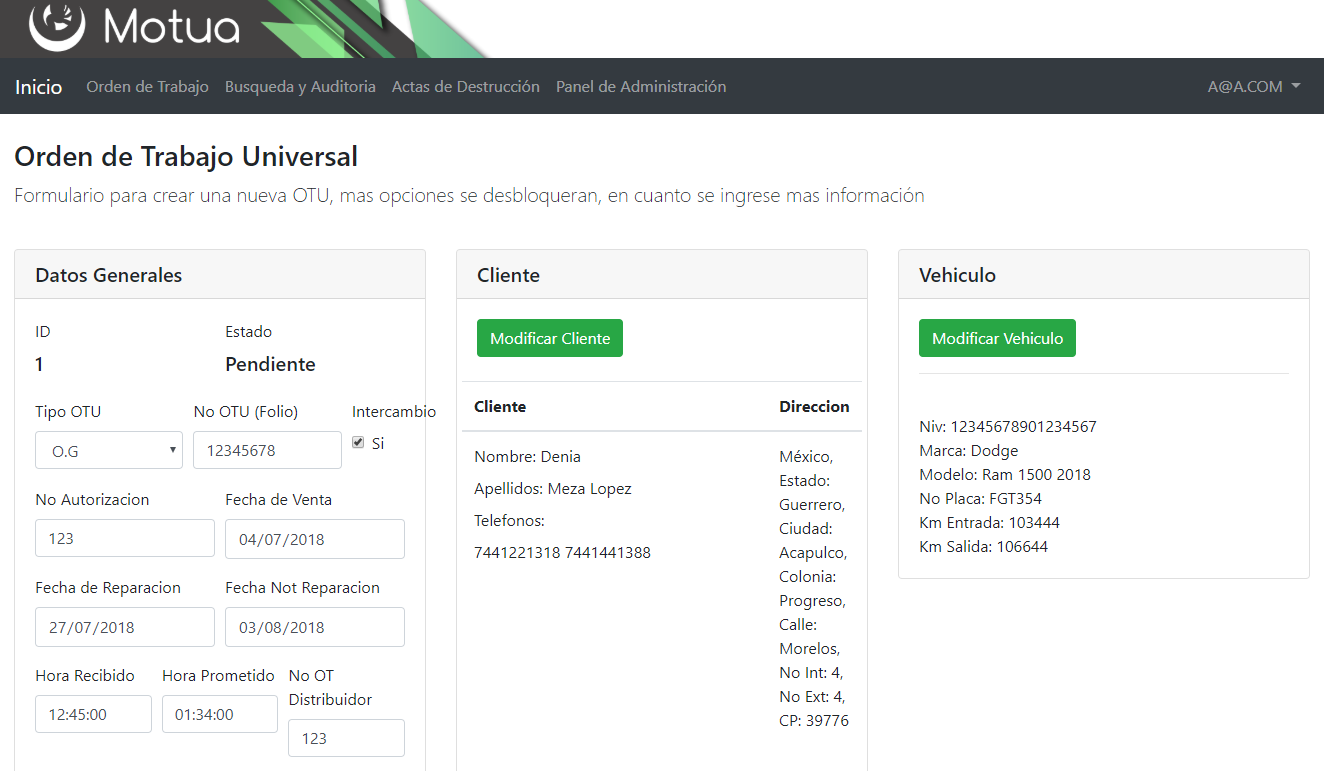 Motua
Inicio Orden de Trabajo Busqueda y Auditoria Actas de Destrucción Panel de Administración A@A.COM
Orden de Trabajo Universal
Formulario para crear una nueva OTU, mas opciones se desbloqueran, en cuanto se ingrese mas información
Datos Generales
ID Estado
1 Pendiente
Tipo OTU No OTU (Folio) Intercambio
O.G 12345678 Si
No Autorizacion Fecha de Venta
123 04/07/2018
Fecha de Reparacion Fecha Not Reparacion
27/07/2018 03/08/2018
Hora Recibido Hora Prometido No OT
Distribuidor
12:45:00 01:34:00
123
Cliente
Modificar Cliente
Cliente Direccion
Nombre: Denia
Apellidos: Meza Lopez
Telefonos:
7441221318 7441441388
México,
Estado:
Guerrero,
Ciudad:
Acapulco,
Colonia:
Progreso,
Calle:
Morelos,
No Int: 4,
No Ext: 4,
CP: 39776
Vehiculo
Modificar Vehiculo
Niv: 12345678901234567
Marca: Dodge
Modelo: Ram 1500 2018
No Placa: FGT354
Km Entrada: 103444
Km Salida: 106644